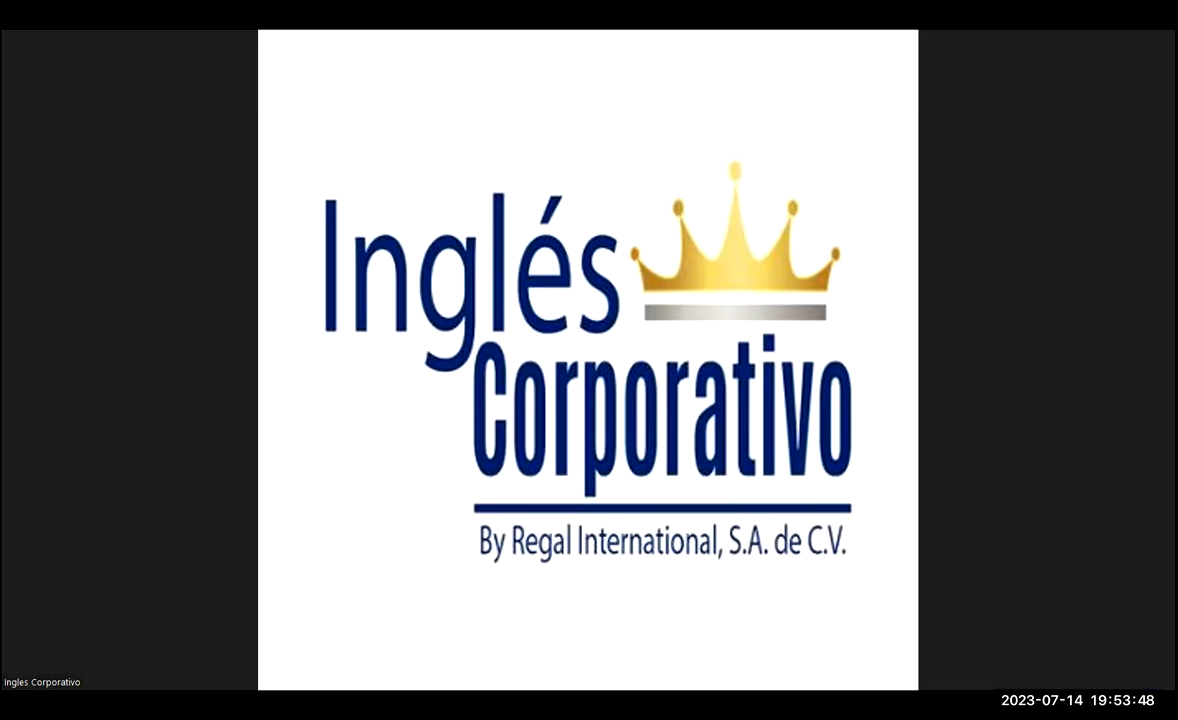 Inglés
Corporativo
By Regal International, S.A. de C.V.
Ingles Corporativo
2023-07-14 19:53:48